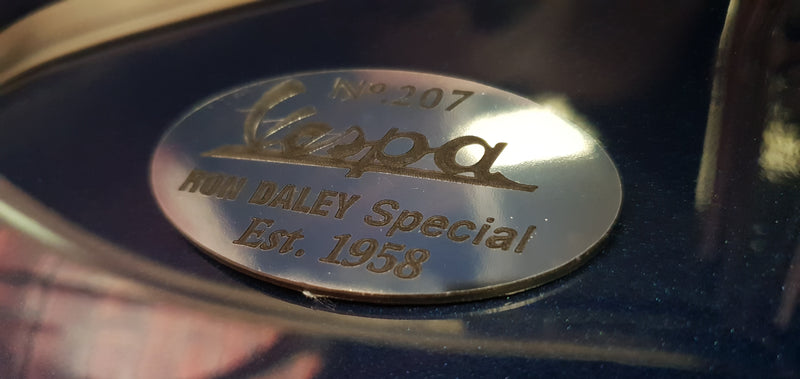 No.207
Vespa
RON DALEY Special
Est. 1958